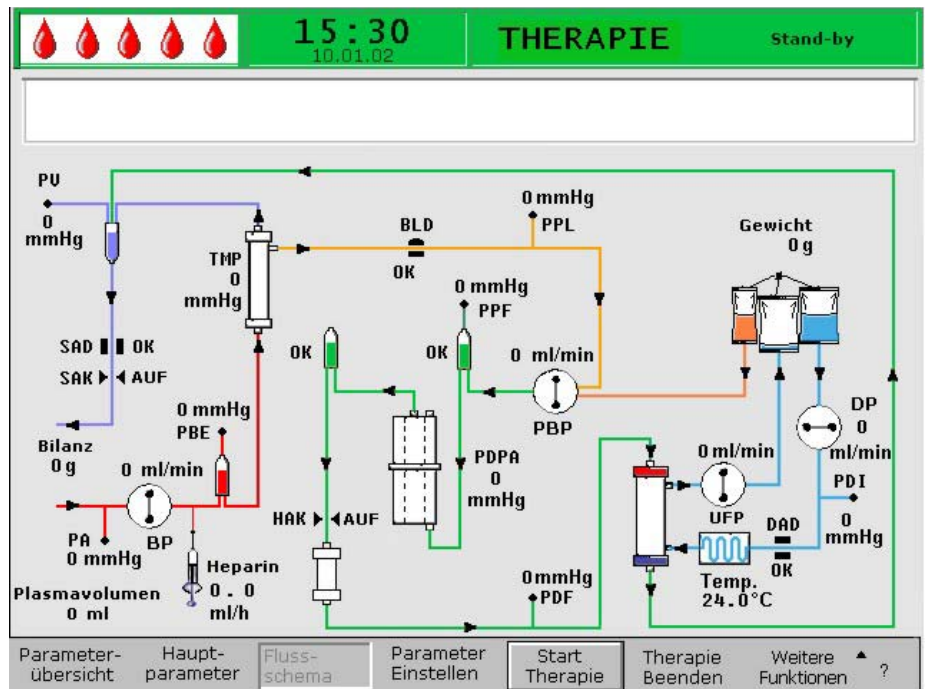 15:30
10.01.02
THERAPIE
Stand-by
PV
0
mmHg
TMP
0
mmHg
BLD
OK
0 mmHg
PPL
Gewicht
0 g
0 mmHg
PPF
SAD OK
SAK AUF
OK
OK
0 ml/min
PBP
DP
0
ml/min
0 mmHg
PBE
Bilanz
0 g
0 ml/min
BP
PDPA
0
mmHg
0 ml/min
UFP
PDI
0
mmHg
HAK AUF
DAD
OK
PA
0 mmHg
Heparin
0.0
ml/h
Plasmavolumen
0 ml
0 mmHg
PDF
Temp.
24.0°C
Parameter-
übersicht
Haupt-
parameter
Fluss-
schema
Parameter
Einstellen
Start
Therapie
Therapie
Beenden
Weitere
Funktionen
?